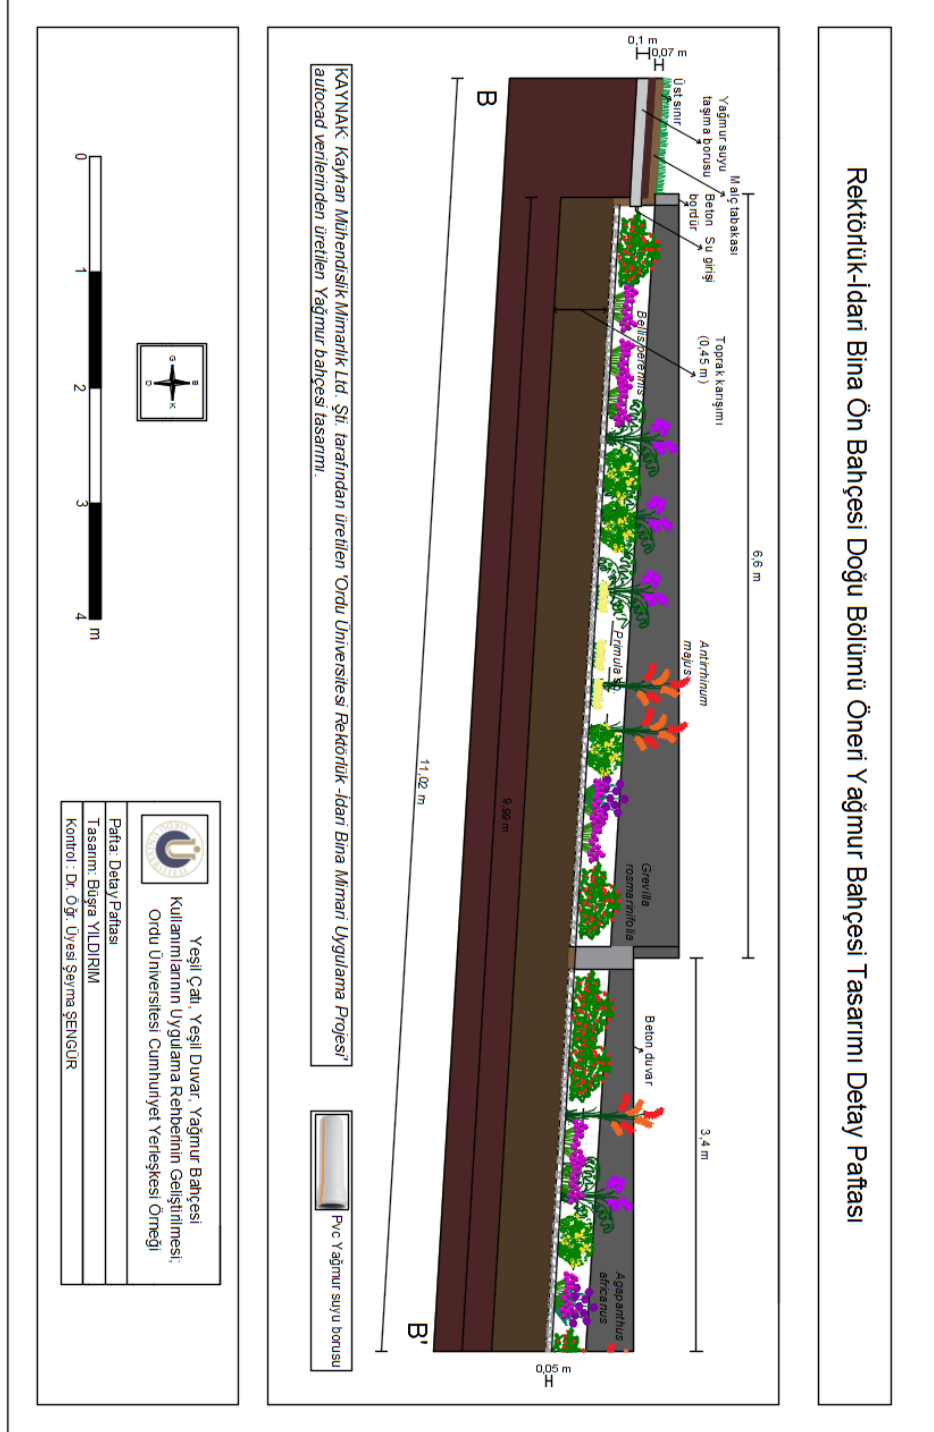 Rektörlük-İdari Bina Ön Bahçesi Doğu Bölümü Öneri Yağmur Bahçesi Tasarımı Detay Paftası
6,6 m
3,4 m
0,1 m
0,07 m
Üst sınır
Yağmur suyu
taşıma borusu
Malç tabakası
Beton
bordür
Su girişi
Toprak karışımı
(0,45 m)
Bellis perennis
Primula sp.
Antirrhinum
majus
Grevilla
rosmarinifolia
Beton duvar
Agapanthus
africanus
0,05 m
9,99 m
11,02 m
B
B'
KAYNAK: Kayhan Mühendislik Mimarlık Ltd. Şti. tarafından üretilen 'Ordu Üniversitesi Rektörlük -İdari Bina Mimari Uygulama Projesi'
autocad verilerinden üretilen Yağmur bahçesi tasarımı.
Pvc Yağmur suyu borusu
B
G
K
D
0
1
2
3
4
m
ORDU ÜNİVERSİTESİ
Yeşil Çatı, Yeşil Duvar, Yağmur Bahçesi
Kullanımlarının Uygulama Rehberinin Geliştirilmesi;
Ordu Üniversitesi Cumhuriyet Yerleşkesi Örneği
Pafta: Detay Paftası
Tasarım: Büşra YILDIRIM
Kontrol : Dr. Öğr. Üyesi Şeyma ŞENGÜR